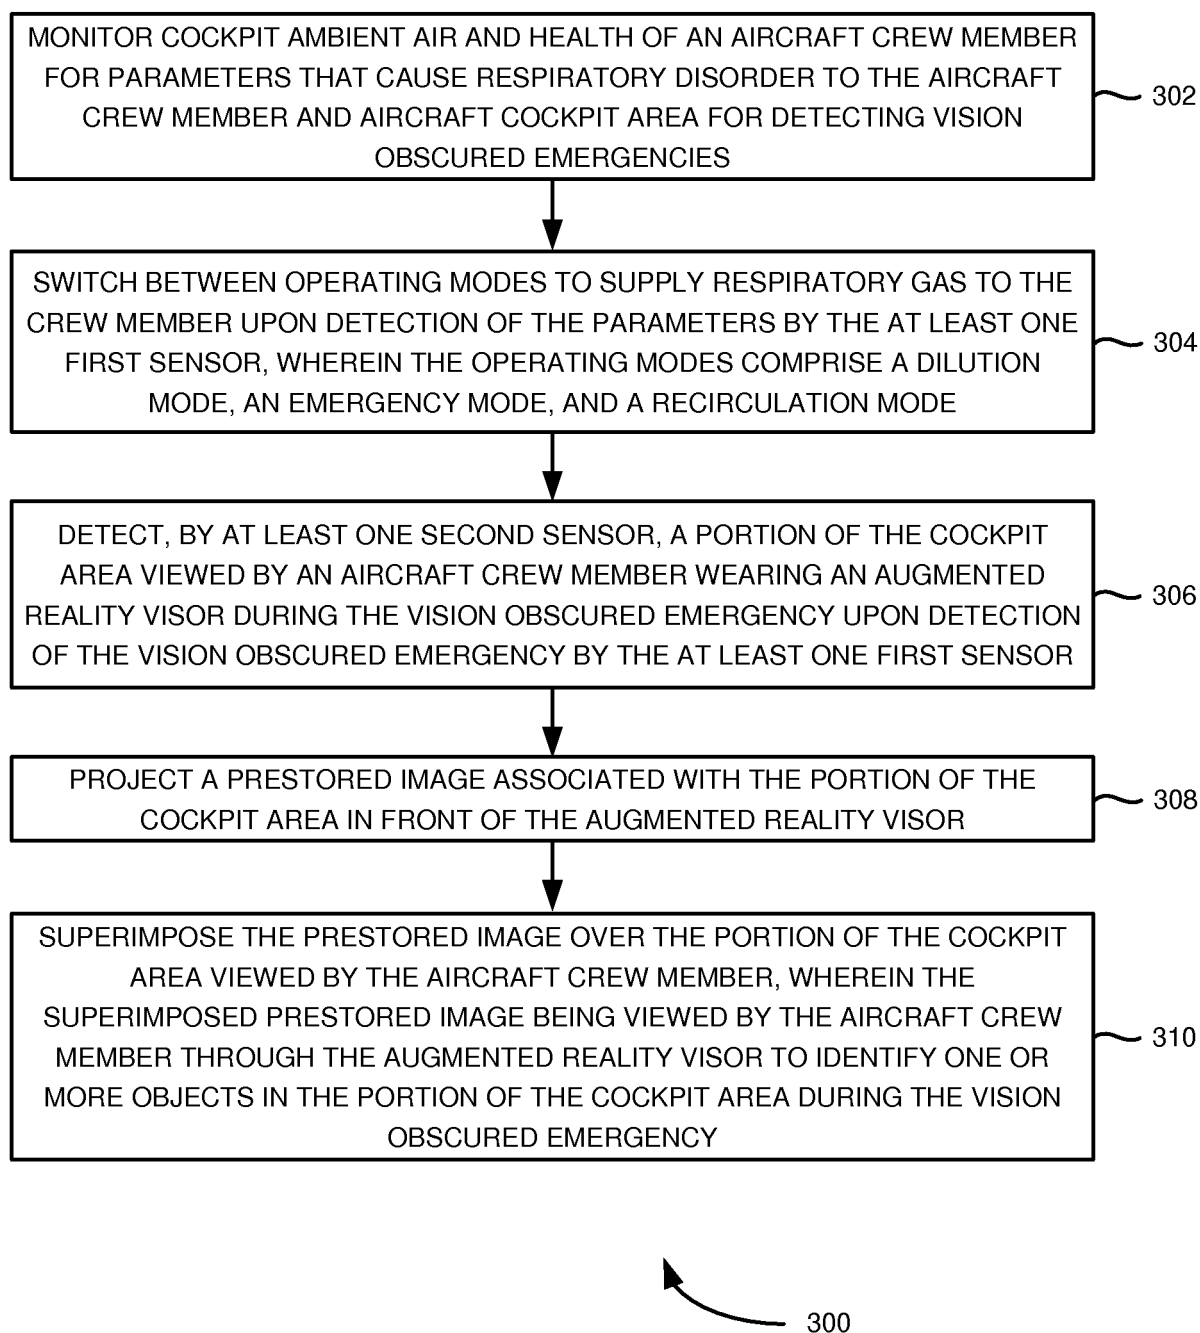 MONITOR COCKPIT AMBIENT AIR AND HEALTH OF AN AIRCRAFT CREW MEMBER
FOR PARAMETERS THAT CAUSE RESPIRATORY DISORDER TO THE AIRCRAFT
CREW MEMBER AND AIRCRAFT COCKPIT AREA FOR DETECTING VISION
OBSCURED EMERGENCIES
302
SWITCH BETWEEN OPERATING MODES TO SUPPLY RESPIRATORY GAS TO THE
CREW MEMBER UPON DETECTION OF THE PARAMETERS BY THE AT LEAST ONE
FIRST SENSOR, WHEREIN THE OPERATING MODES COMPRISE A DILUTION
MODE, AN EMERGENCY MODE, AND A RECIRCULATION MODE
304
DETECT, BY AT LEAST ONE SECOND SENSOR, A PORTION OF THE COCKPIT
AREA VIEWED BY AN AIRCRAFT CREW MEMBER WEARING AN AUGMENTED
REALITY VISOR DURING THE VISION OBSCURED EMERGENCY UPON DETECTION
OF THE VISION OBSCURED EMERGENCY BY THE AT LEAST ONE FIRST SENSOR
306
PROJECT A PRESTORED IMAGE ASSOCIATED WITH THE PORTION OF THE
COCKPIT AREA IN FRONT OF THE AUGMENTED REALITY VISOR
308
SUPERIMPOSE THE PRESTORED IMAGE OVER THE PORTION OF THE COCKPIT
AREA VIEWED BY THE AIRCRAFT CREW MEMBER, WHEREIN THE
SUPERIMPOSED PRESTORED IMAGE BEING VIEWED BY THE AIRCRAFT CREW
MEMBER THROUGH THE AUGMENTED REALITY VISOR TO IDENTIFY ONE OR
MORE OBJECTS IN THE PORTION OF THE COCKPIT AREA DURING THE VISION
OBSCURED EMERGENCY
310
300